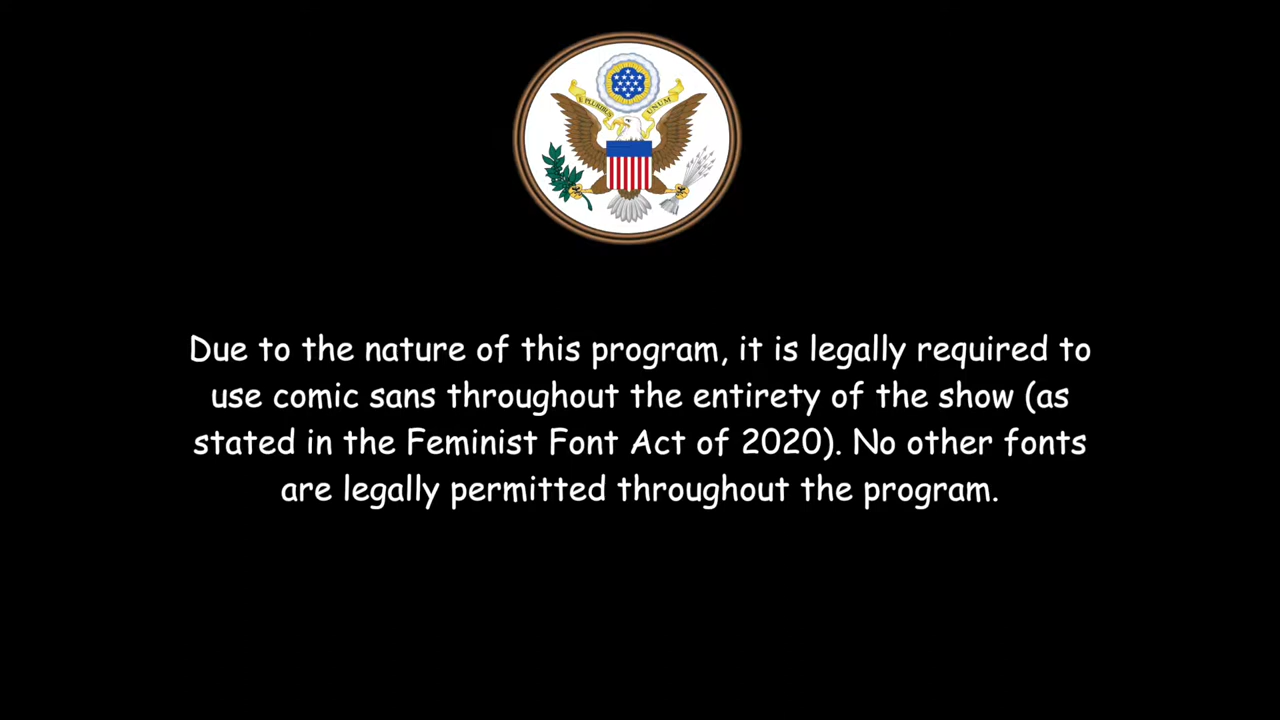 E PLURIBUS UNUM
Due to the nature of this program, it is legally required to
use comic sans throughout the entirety of the show (as
stated in the Feminist Font Act of 2020). No other fonts
are legally permitted throughout the program.